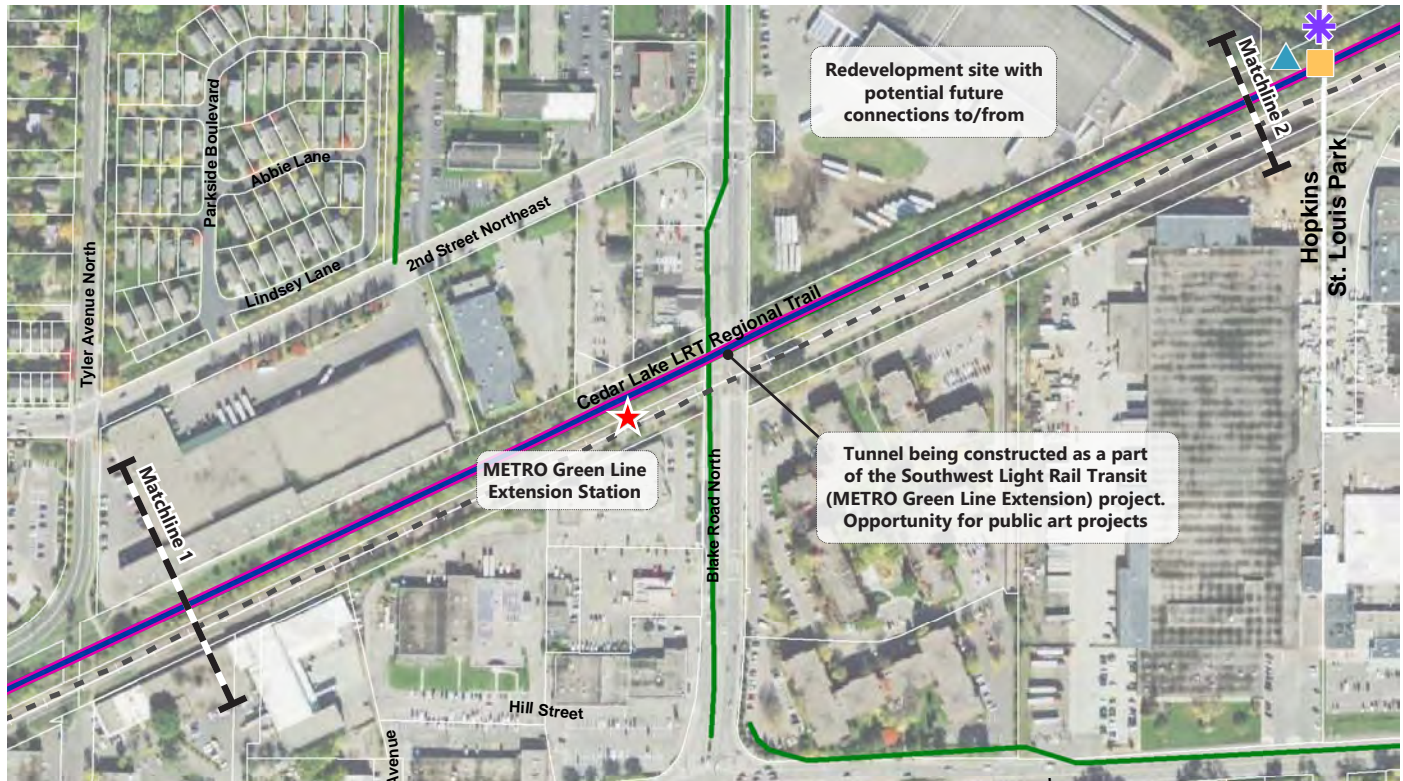 Redevelopment site with
potential future
connections to/from
Matchline 2
Hopkins
St. Louis Park
Parkside Boulevard
Abbie Lane
Lindsey Lane
2nd Street Northeast
Tyler Avenue North
Cedar Lake LRT Regional Trail
METRO Green Line
Extension Station
Blake Road North
Tunnel being constructed as a part
of the Southwest Light Rail Transit
(METRO Green Line Extension) project.
Opportunity for public art projects
Matchline 1
Hill Street
Avenue